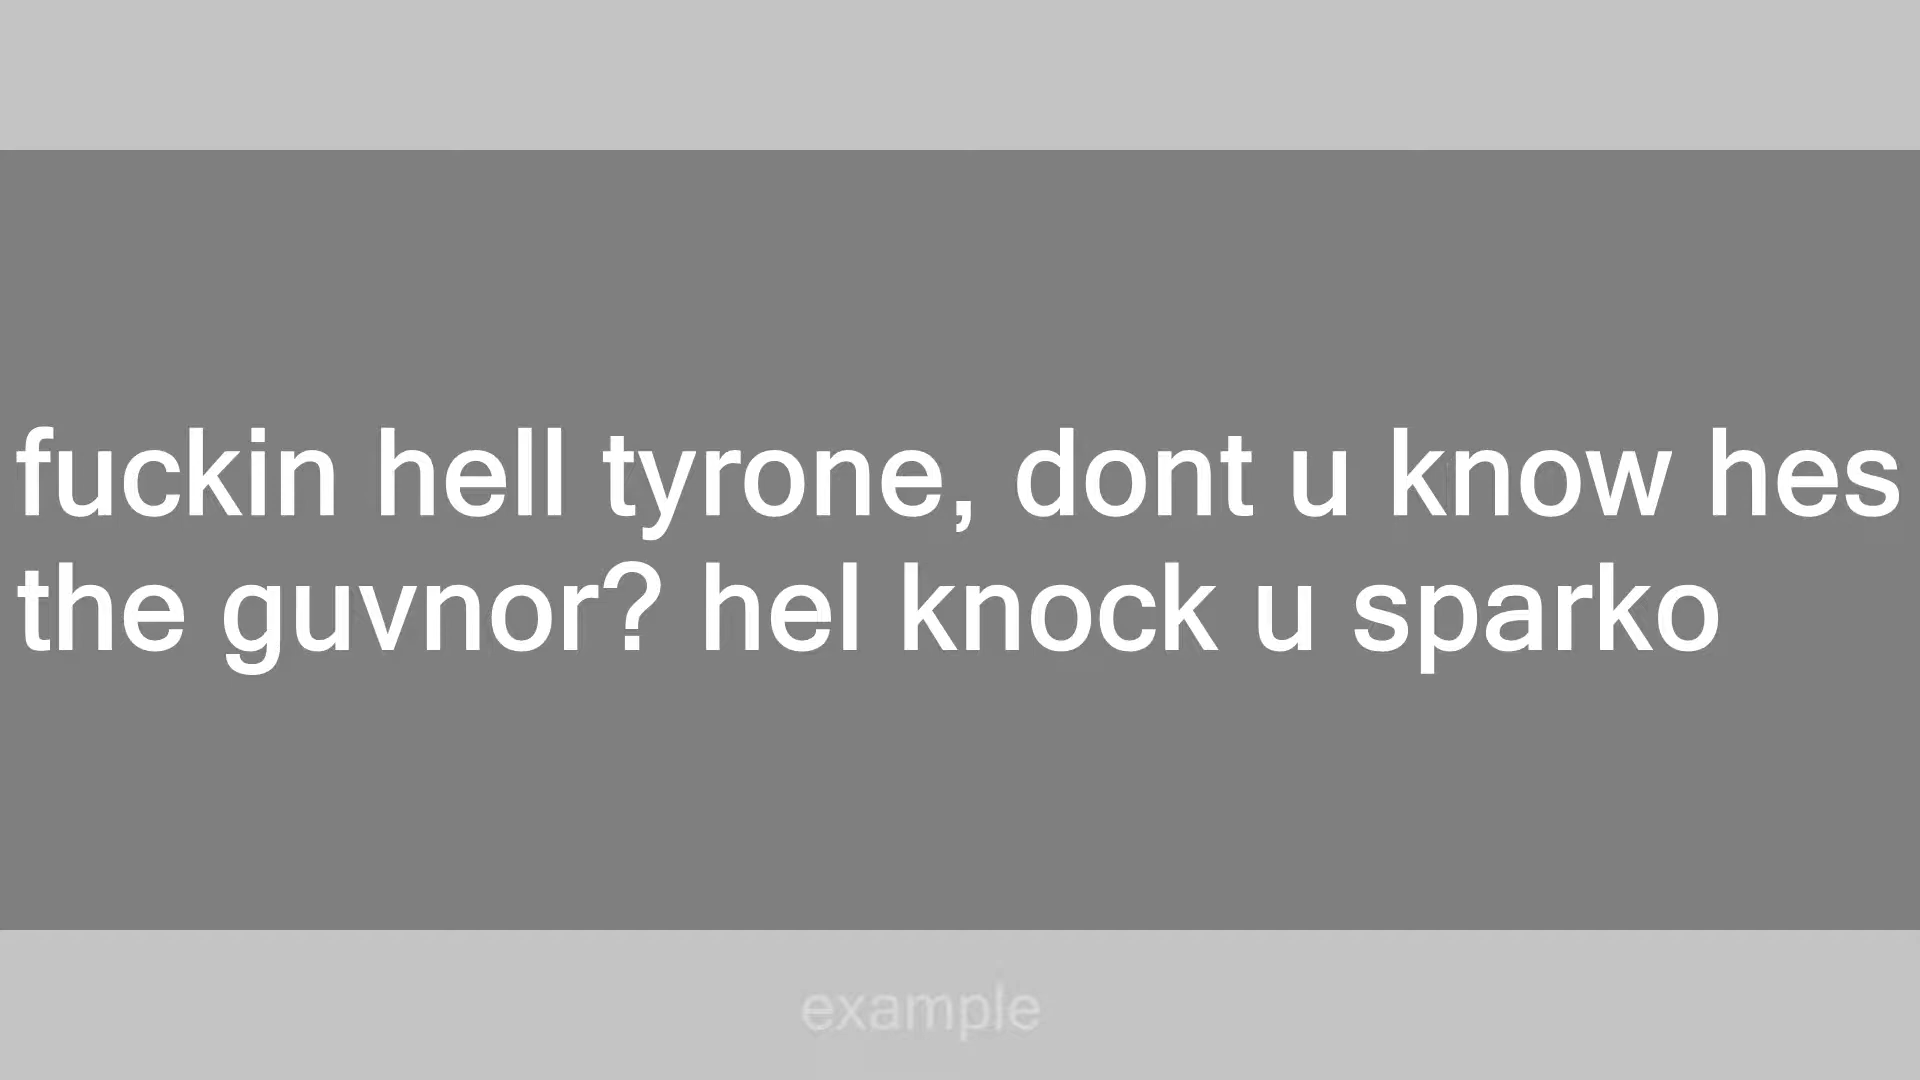 fuckin hell tyrone, dont u know hes
the guvnor? hel knock u sparko
example